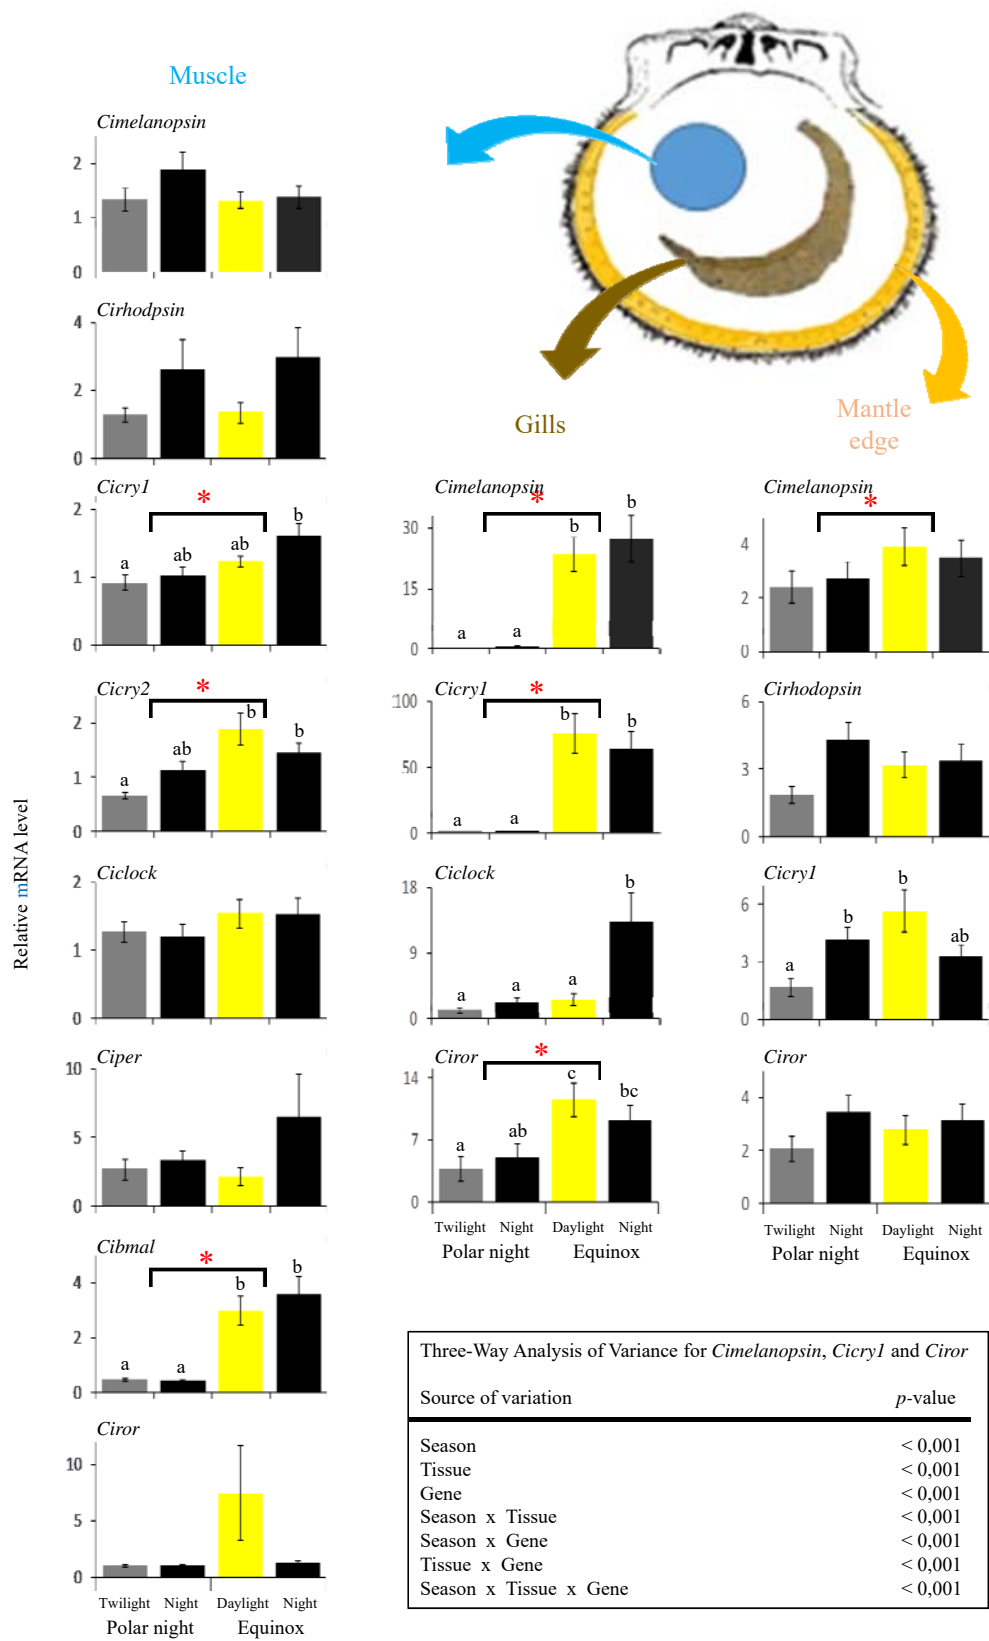 Muscle
Cimelanopsin
2
1
0
Cirhodpsin
4
2
0
Gills
Mantle
edge
Cicry1
*
2
a
ab
ab
b
1
0
Cicry2
*
2
a
ab
b
b
1
0
Ciclock
2
1
0
Ciper
10
5
0
Cibmal
*
4
a
a
b
b
2
0
Ciror
10
5
0
Twilight Night Daylight Night
Polar night Equinox
Relative mRNA level
Cimelanopsin
*
30
a
a
b
b
15
0
Cicry1
*
100
a
a
b
b
50
0
Ciclock
18
a
a
a
b
9
0
Ciror
*
14
a
ab
c
bc
7
0
Twilight Night Daylight Night
Polar night Equinox
Cimelanopsin
*
4
2
0
Cirhodopsin
6
3
0
Cicry1
a
b
b
ab
6
3
0
Ciror
4
2
0
Twilight Night Daylight Night
Polar night Equinox
Three-Way Analysis of Variance for Cimelanopsin, Cicry1 and Ciror
Source of variation p-value
Season < 0,001
Tissue < 0,001
Gene < 0,001
Season x Tissue < 0,001
Season x Gene < 0,001
Tissue x Gene < 0,001
Season x Tissue x Gene < 0,001